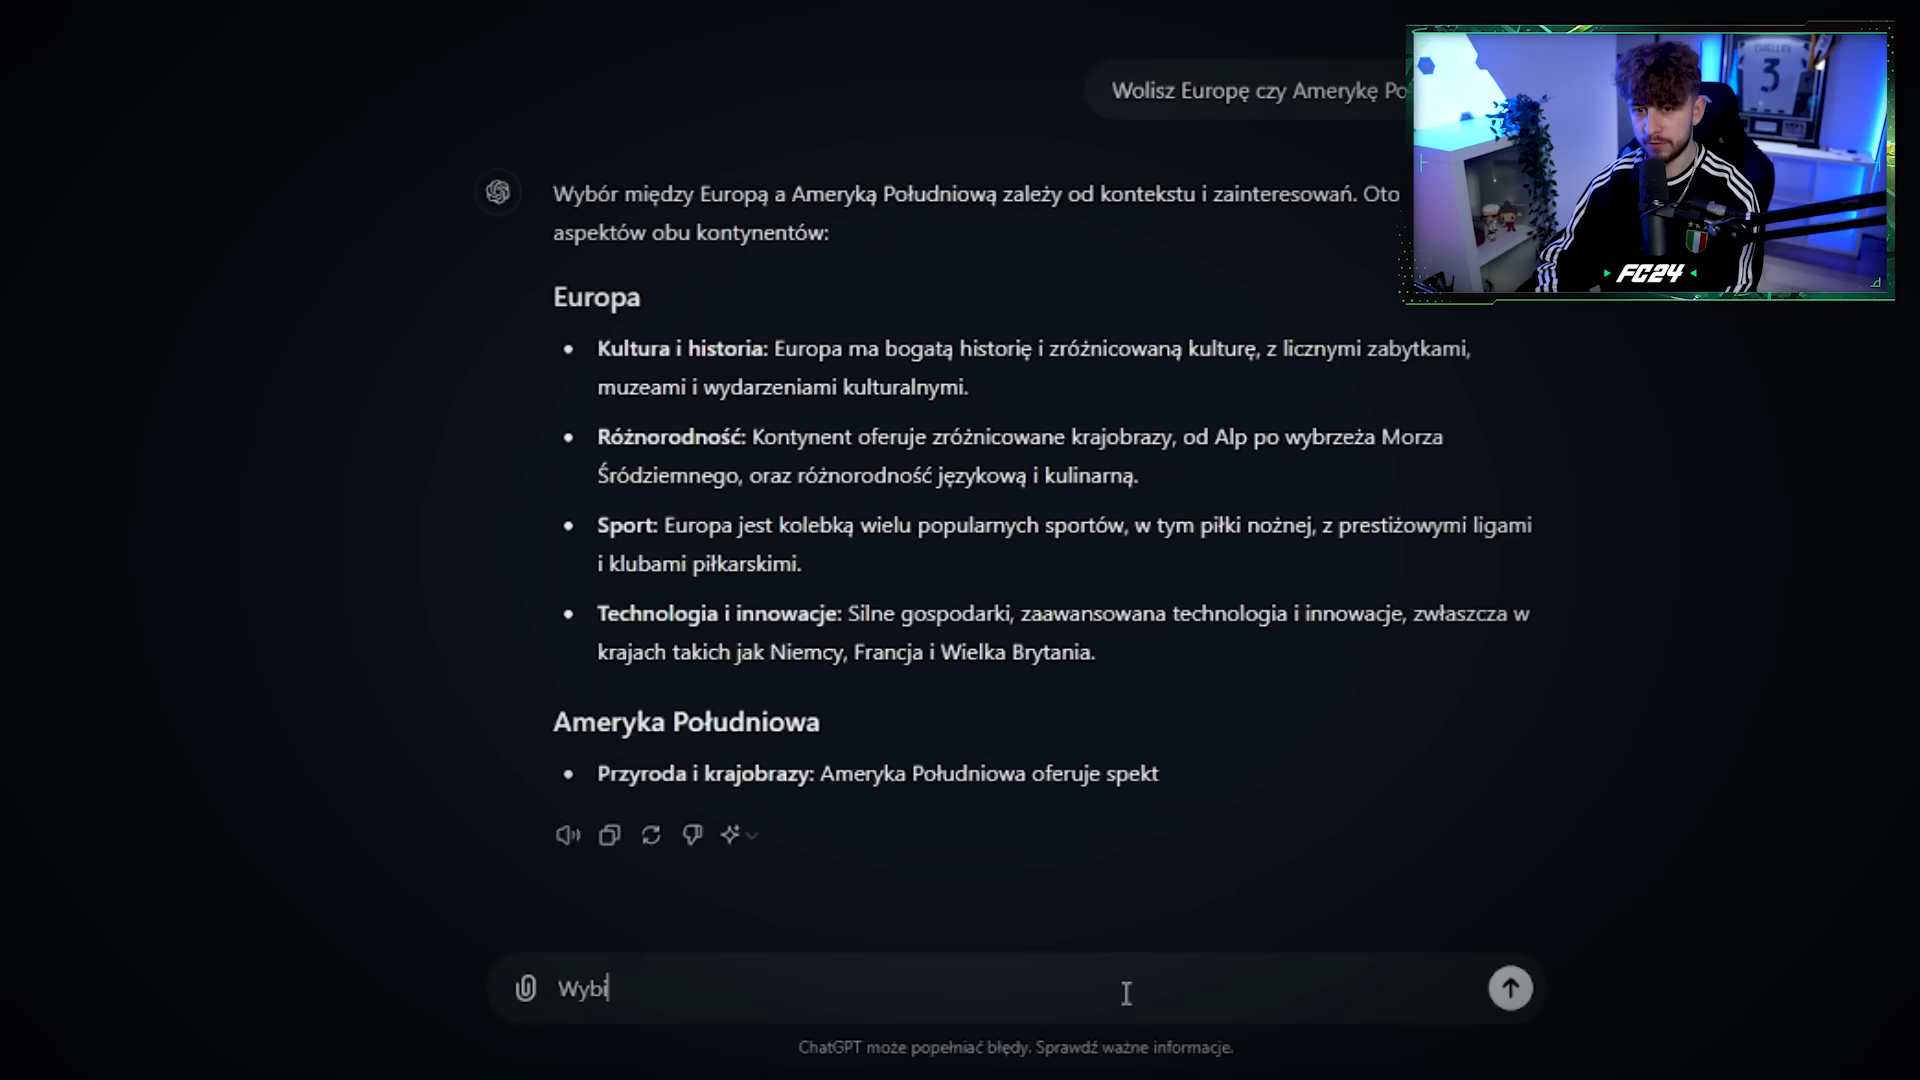 Wolisz Europę czy Amerykę Po
CHIELLINI
3
FC24
Wybór między Europą a Ameryką Południową zależy od kontekstu i zainteresowań. Oto
aspektów obu kontynentów:
Europa
• Kultura i historia: Europa ma bogatą historię i zróżnicowaną kulturę, z licznymi zabytkami,
muzeami i wydarzeniami kulturalnymi.
• Różnorodność: Kontynent oferuje zróżnicowane krajobrazy, od Alp po wybrzeża Morza
Śródziemnego, oraz różnorodność językową i kulinarną.
• Sport: Europa jest kolebką wielu popularnych sportów, w tym piłki nożnej, z prestiżowymi ligami
i klubami piłkarskimi.
• Technologia i innowacje: Silne gospodarki, zaawansowana technologia i innowacje, zwłaszcza w
krajach takich jak Niemcy, Francja i Wielka Brytania.
Ameryka Południowa
• Przyroda i krajobrazy: Ameryka Południowa oferuje spekt
Wybi
ChatGPT może popełniać błędy. Sprawdź ważne informacje.